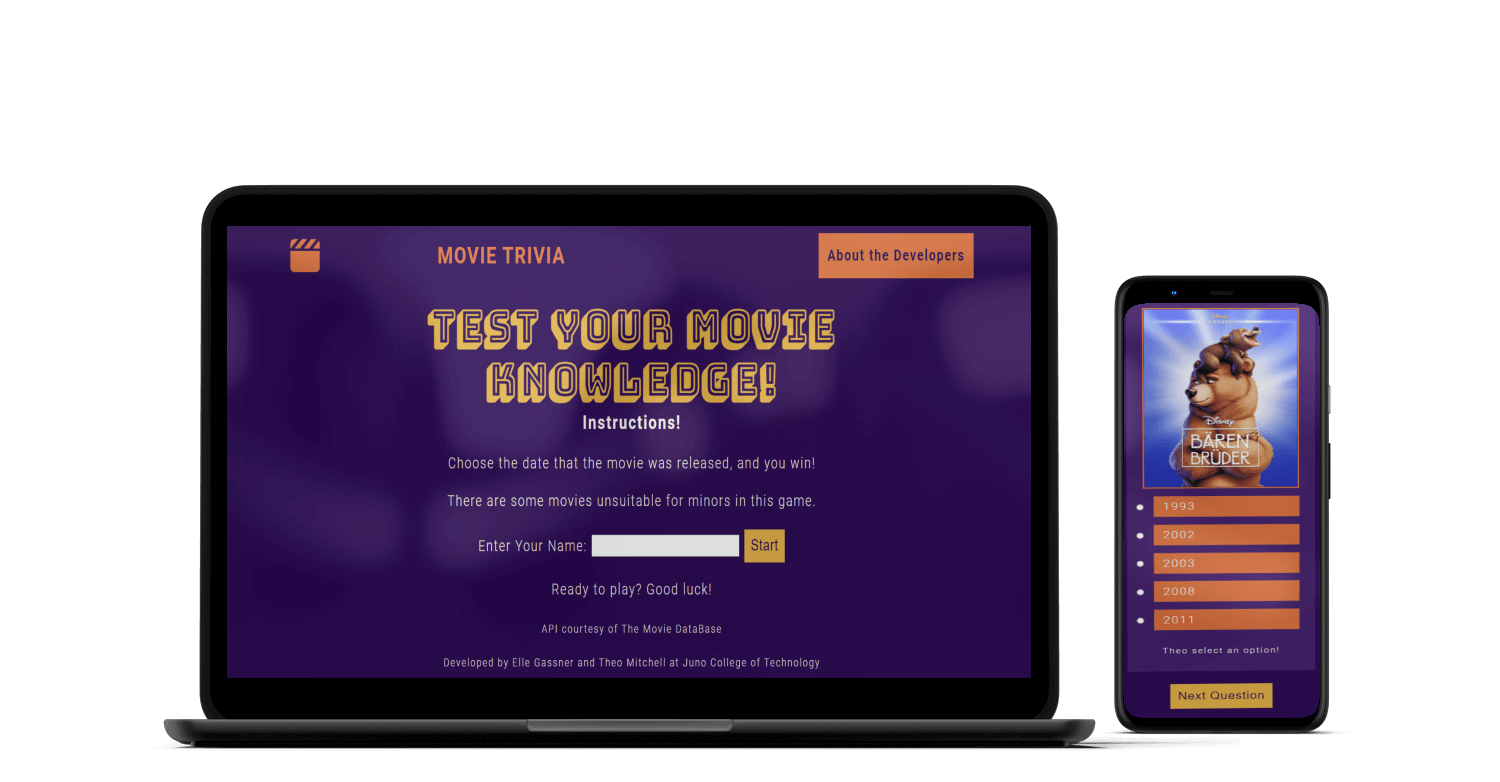 MOVIE TRIVIA
About the Developers
TEST YOUR MOVIE
KNOWLEDGE!
Instructions!
Choose the date that the movie was released, and you win!
There are some movies unsuitable for minors in this game.
Enter Your Name:
Start
Ready to play? Good luck!
API courtesy of The Movie DataBase
Developed by Elle Gassner and Theo Mitchell at Juno College of Technology
Disney
Disney
BÄREN
BRÜDER
1993
2002
2003
2008
2011
Theo select an option!
Next Question